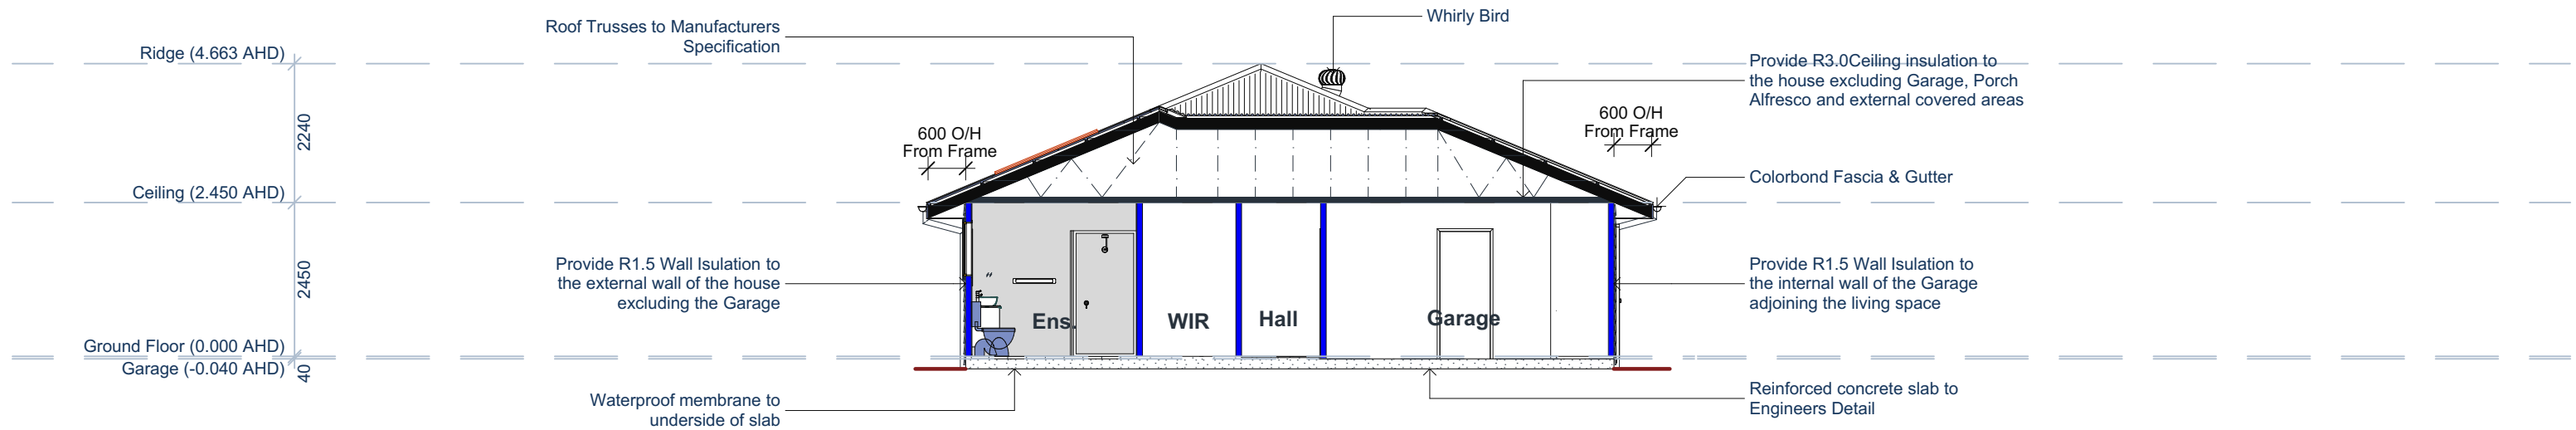 Roof Trusses to Manufacturers
Specification
Whirly Bird
Ridge (4.663 AHD)
Provide R3.0Ceiling insulation to
the house excluding Garage, Porch
Alfresco and external covered areas
2240
600 O/H
From Frame
600 O/H
From Frame
Ceiling (2.450 AHD)
Colorbond Fascia & Gutter
2450
Provide R1.5 Wall Isulation to
the external wall of the house
excluding the Garage
Provide R1.5 Wall Isulation to
the internal wall of the Garage
adjoining the living space
Ens.
WIR
Hall
Garage
Ground Floor (0.000 AHD)
Garage (-0.040 AHD)
40
Waterproof membrane to
underside of slab
Reinforced concrete slab to
Engineers Detail